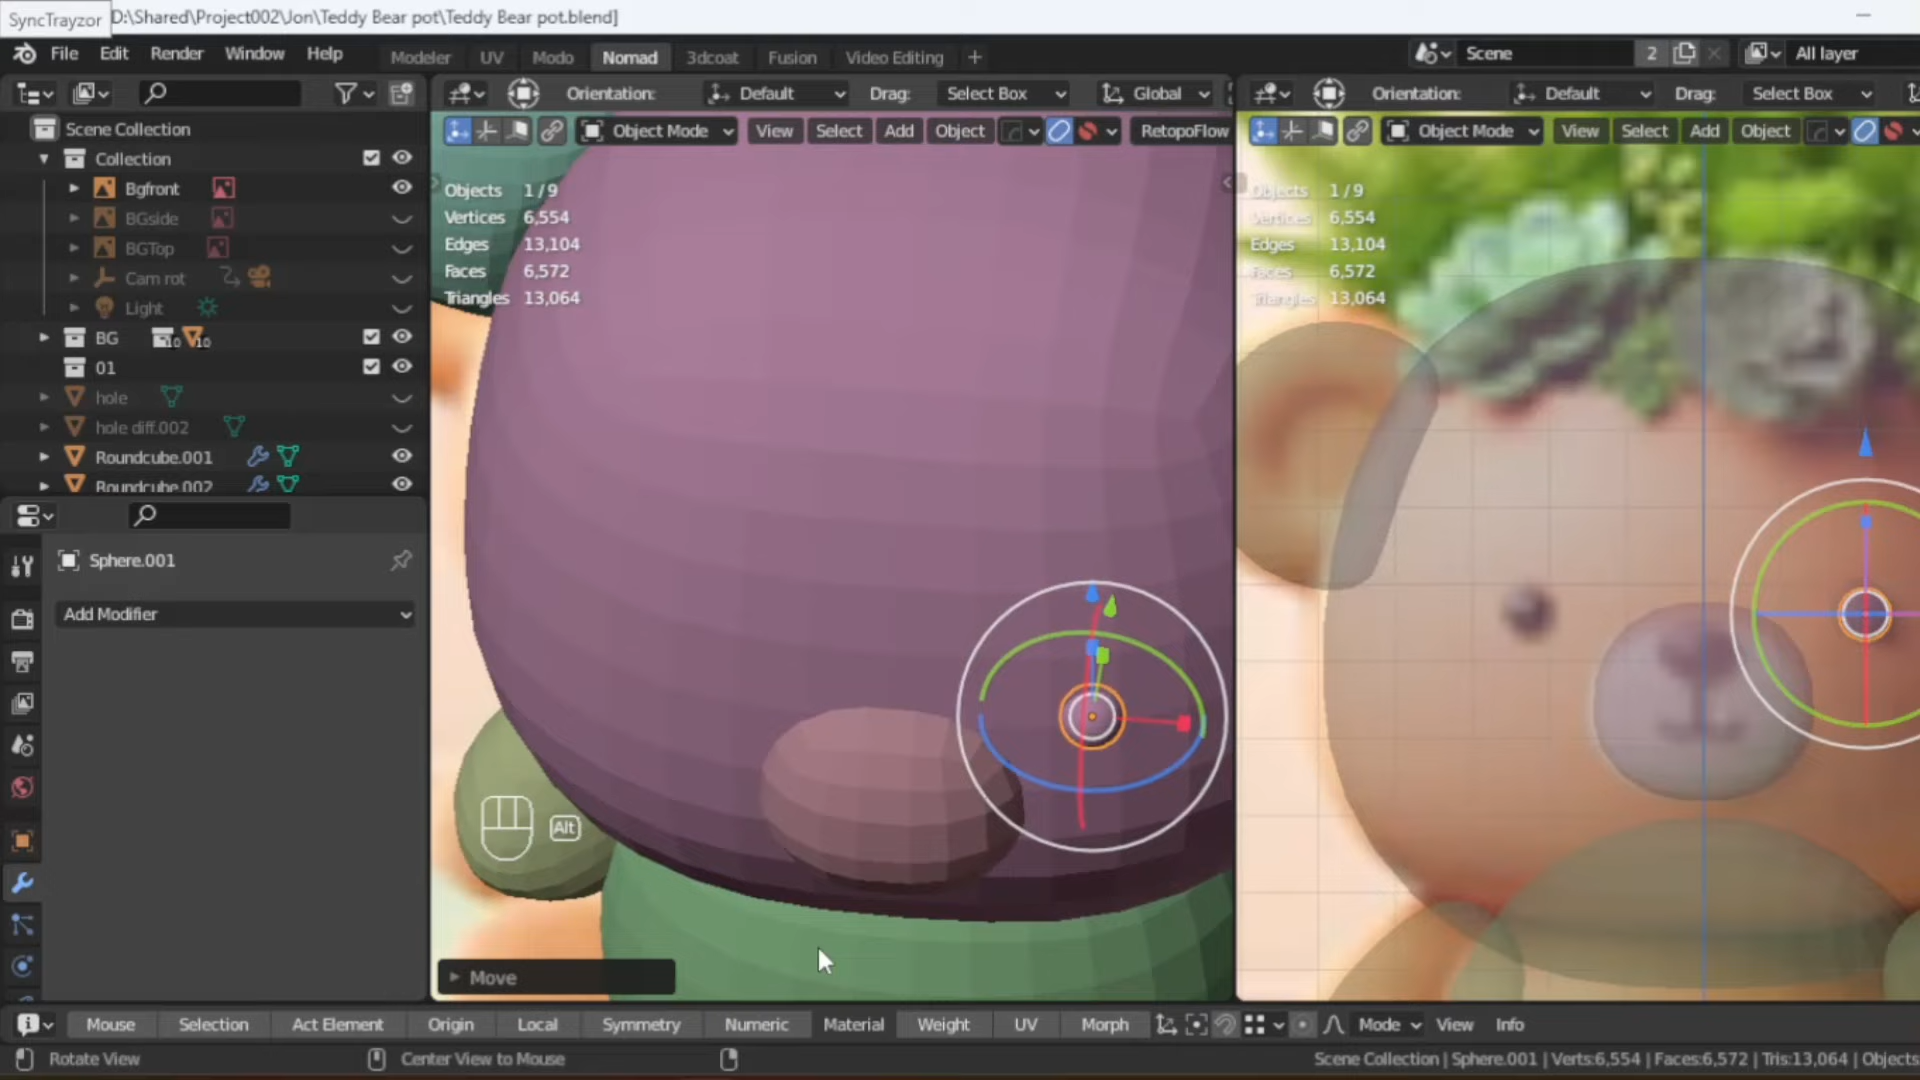 SyncTrayzor
D:\Shared\Project002\Jon\Teddy Bear pot\Teddy Bear pot.blend]
File Edit Render Window Help
Modeler UV Modo Nomad 3dcoat Fusion Video Editing +
Scene 2 All layer
Orientation: Default Drag: Select Box Global
Orientation: Default Drag: Select Box
Object Mode View Select Add Object RetopoFlow
Object Mode View Select Add Object
Scene Collection
Collection
Bgfront
BGside
BGTop
Cam rot
Light
BG 10 10
01
hole
hole diff.002
Roundcube.001
Roundcube.002
Objects 1 / 9
Vertices 6,554
Edges 13,104
Faces 6,572
Triangles 13,064
Objects 1 / 9
Vertices 6,554
Edges 13,104
Faces 6,572
Triangles 13,064
Sphere.001
Add Modifier
Alt
Move
Mouse Selection Act Element Origin Local Symmetry Numeric Material Weight UV Morph Mode View Info
Rotate View Center View to Mouse
Scene Collection | Sphere.001 | Verts:6,554 | Faces:6,572 | Tris:13,064 | Objects